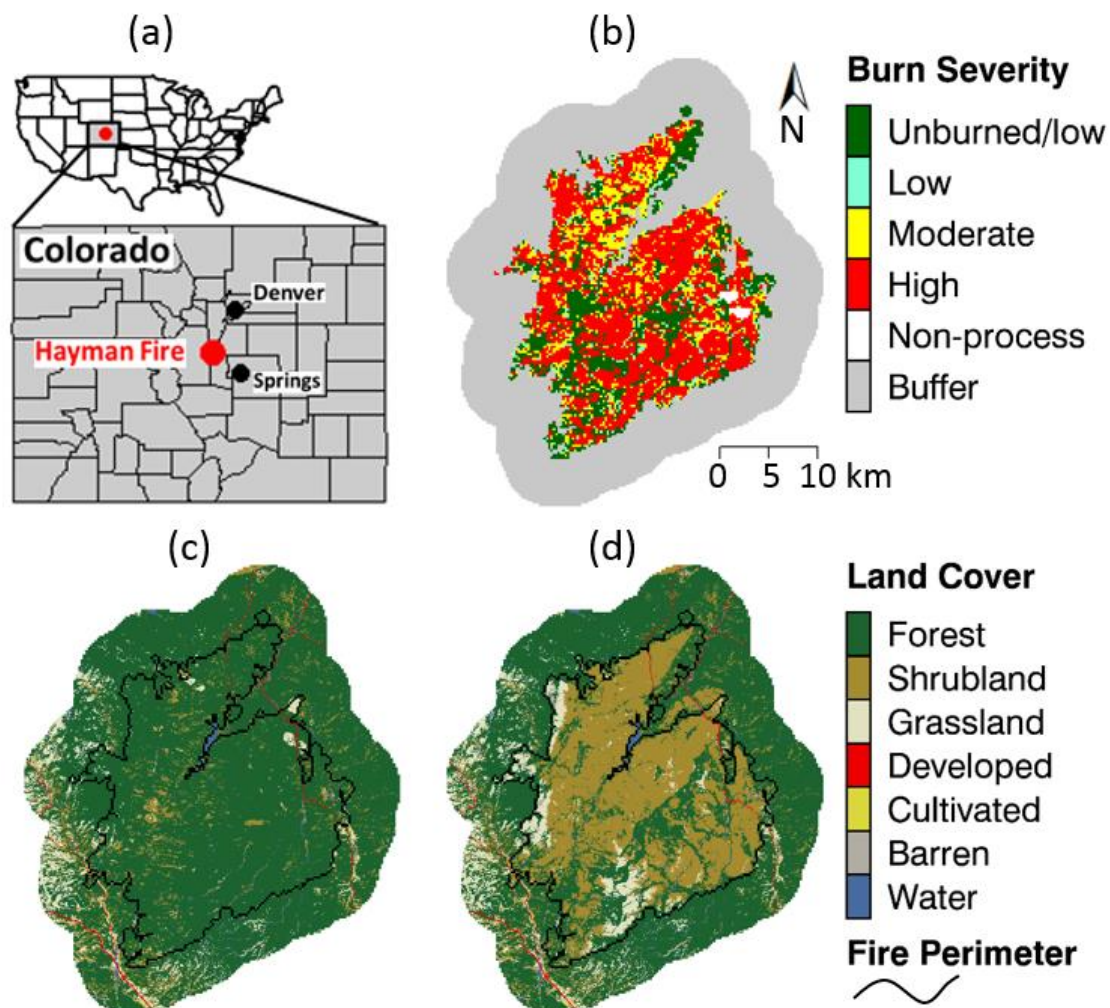 (a)
Colorado
Denver
Hayman Fire
Springs
(b)
N
0 5 10 km
Burn Severity
Unburned/low
Low
Moderate
High
Non-process
Buffer
(c)
(d)
Land Cover
Forest
Shrubland
Grassland
Developed
Cultivated
Barren
Water
Fire Perimeter